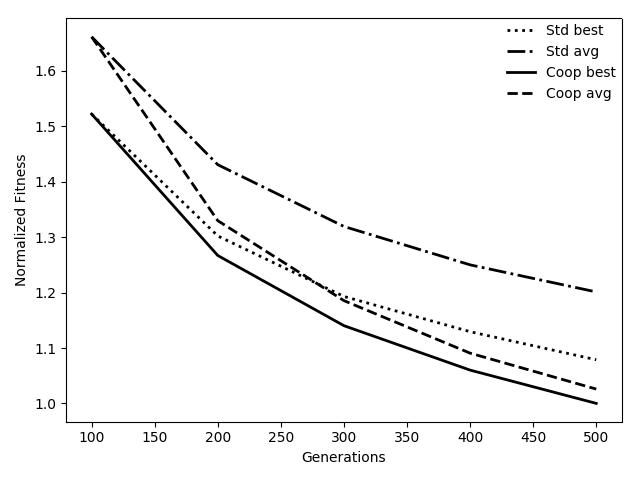 Std best
Std avg
Coop best
Coop avg
Normalized Fitness
1.6
1.5
1.4
1.3
1.2
1.1
1.0
100 150 200 250 300 350 400 450 500
Generations